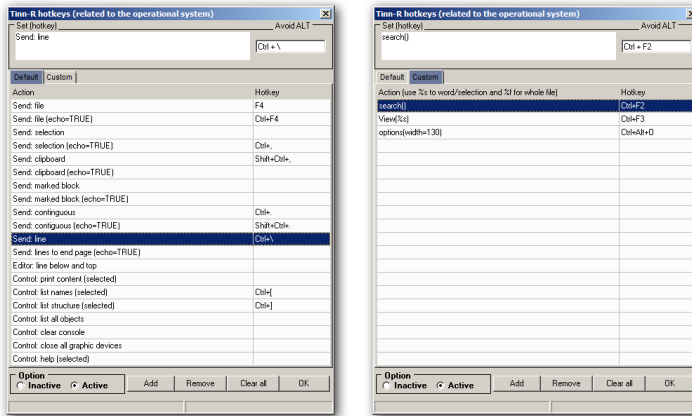 Tinn-R hotkeys (related to the operational system)
Set (hotkey) Avoid ALT
Send: line
Ctrl + \
Default Custom
Action Hotkey
Send: file F4
Send: file (echo=TRUE) Ctrl+F4
Send: selection
Send: selection (echo=TRUE) Ctrl+,
Send: clipboard Shift+Ctrl+,
Send: clipboard (echo=TRUE)
Send: marked block
Send: marked block (echo=TRUE)
Send: continguous Ctrl+.
Send: contiguous (echo=TRUE) Shift+Ctrl+.
Send: line Ctrl+\
Send: lines to end page (echo=TRUE)
Editor: line below and top
Control: print content (selected)
Control: list names (selected) Ctrl+[
Control: list structure (selected) Ctrl+]
Control: list all objects
Control: clear console
Control: close all graphic devices
Control: help (selected)
Option
Inactive Active Add Remove Clear all OK
Tinn-R hotkeys (related to the operational system)
Set (hotkey) Avoid ALT
search()
Ctrl + F2
Default Custom
Action (use %s to word/selection and %f for whole file) Hotkey
search() Ctrl+F2
View(%s) Ctrl+F3
options(width=130) Ctrl+Alt+O
Option
Inactive Active Add Remove Clear all OK